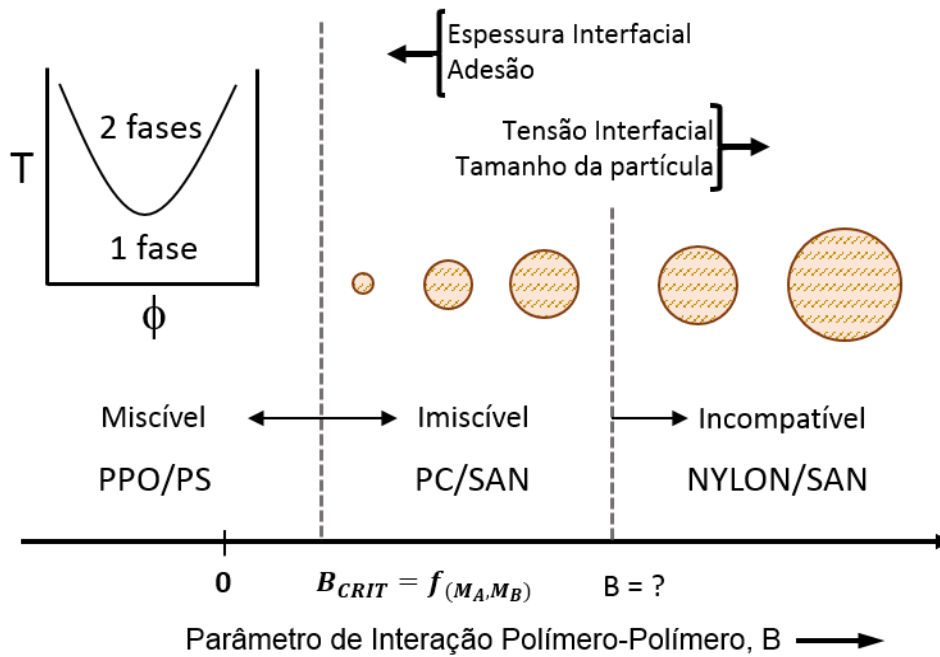 Espessura Interfacial
Adesão
2 fases
T
1 fase
ϕ
Tensão Interfacial
Tamanho da partícula
Miscível
Imiscível
Incompatível
PPO/PS
PC/SAN
NYLON/SAN
0
B_CRIT = f_(M_A,M_B)
B = ?
Parâmetro de Interação Polímero-Polímero, B